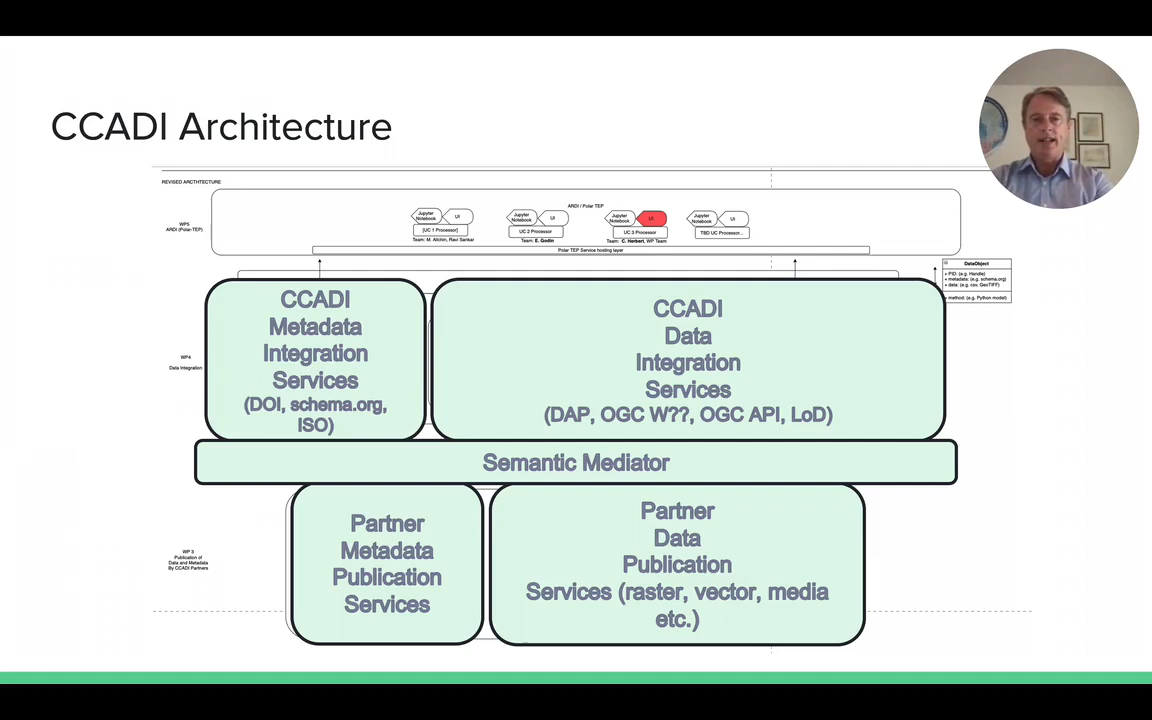 CCADI Architecture
REVISED ARCTHTECTURE
WP5
ARDI (Polar-TEP)
ARDI / Polar TEP
Jupyter
Notebook
UI
[UC 1 Processor]
Team: M. Allchin, Ravi Sankar
Jupyter
Notebook
UI
UC 2 Processor
Team: E. Godin
Jupyter
Notebook
UI
UC 3 Processor
Team: C. Herbert, WP Team
Jupyter
Notebook
UI
TBD UC Processor...
Polar TEP Service hosting layer
DataObject
+ PID: (e.g. Handle)
+ metadata: (e.g. schema.org)
+ data: (e.g. csv, GeoTIFF)
+ method: (e.g. Python model)
WP4
Data Integration
CCADI
Metadata
Integration
Services
(DOI, schema.org,
ISO)
CCADI
Data
Integration
Services
(DAP, OGC W??, OGC API, LoD)
Semantic Mediator
WP 3
Publication of
Data and Metadata
By CCADI Partners
Partner
Metadata
Publication
Services
Partner
Data
Publication
Services (raster, vector, media
etc.)